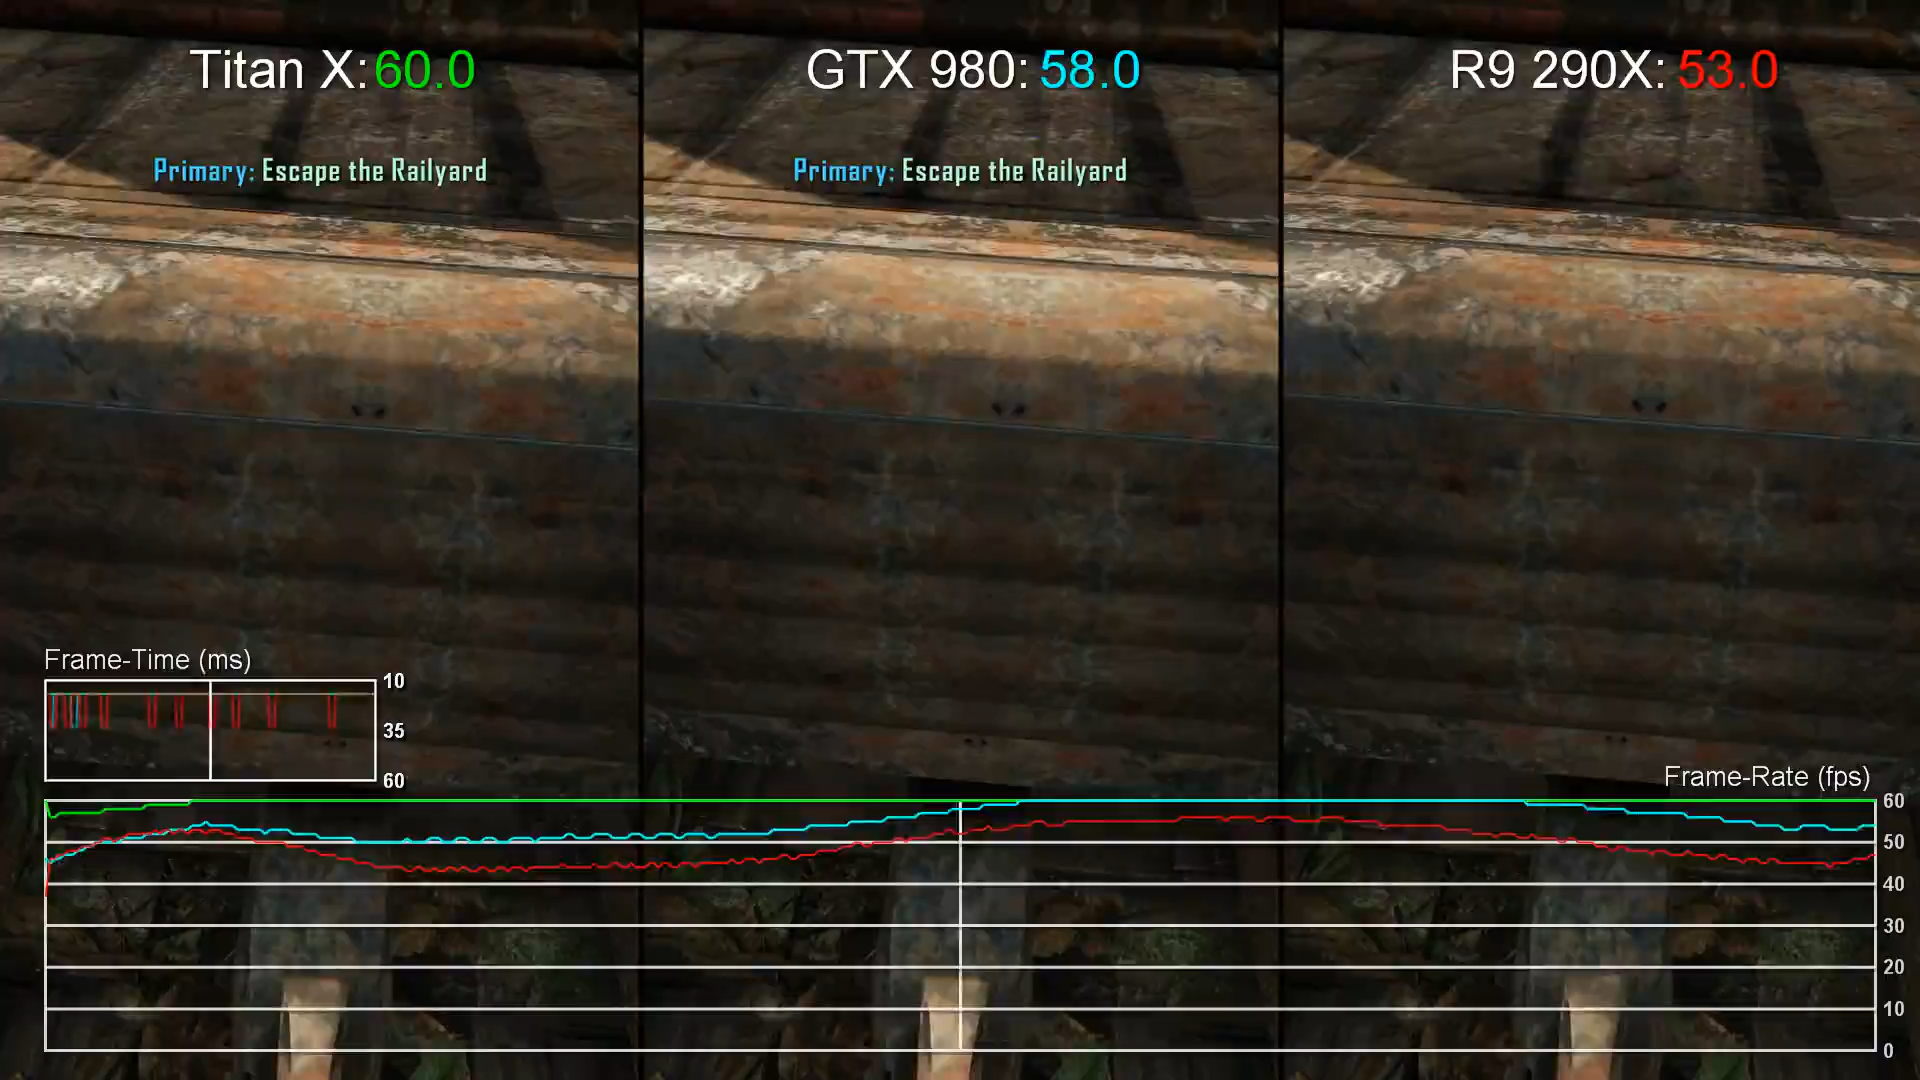 Titan X: 60.0
GTX 980: 58.0
R9 290X: 53.0
Primary: Escape the Railyard
Primary: Escape the Railyard
Frame-Time (ms)
10
35
60
Frame-Rate (fps)
60
50
40
30
20
10
0